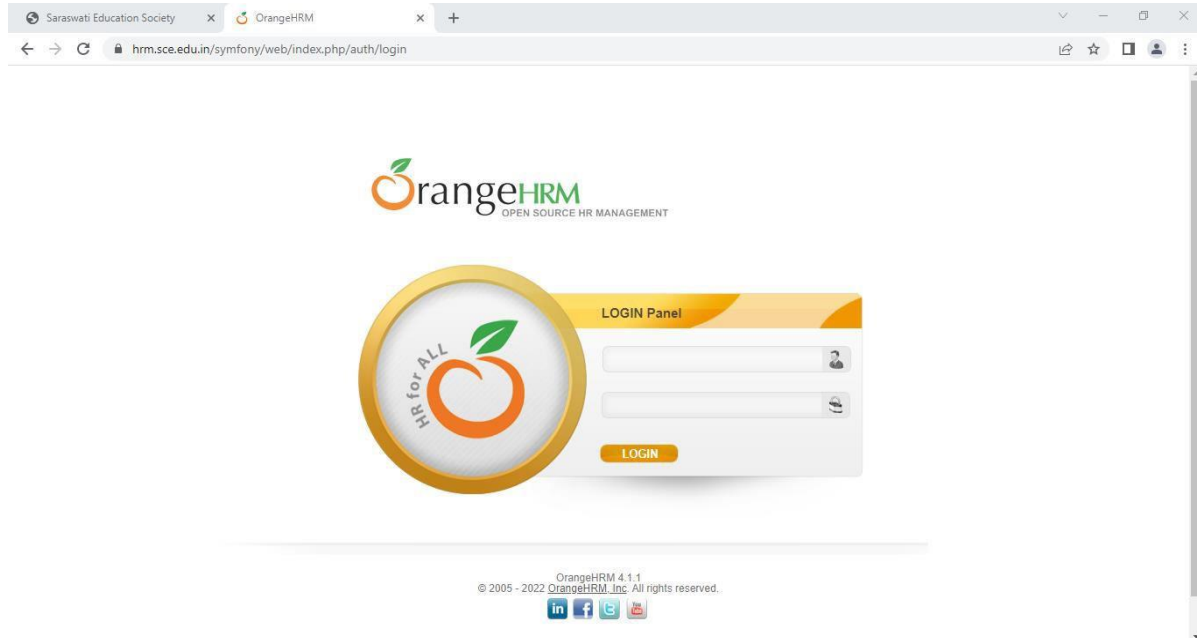 Saraswati Education Society
OrangeHRM
hrm.sce.edu.in/symfony/web/index.php/auth/login
OrangeHRM
OPEN SOURCE HR MANAGEMENT
LOGIN Panel
HR for ALL
LOGIN
OrangeHRM 4.1.1
© 2005 - 2022 OrangeHRM, Inc. All rights reserved.
in f
You